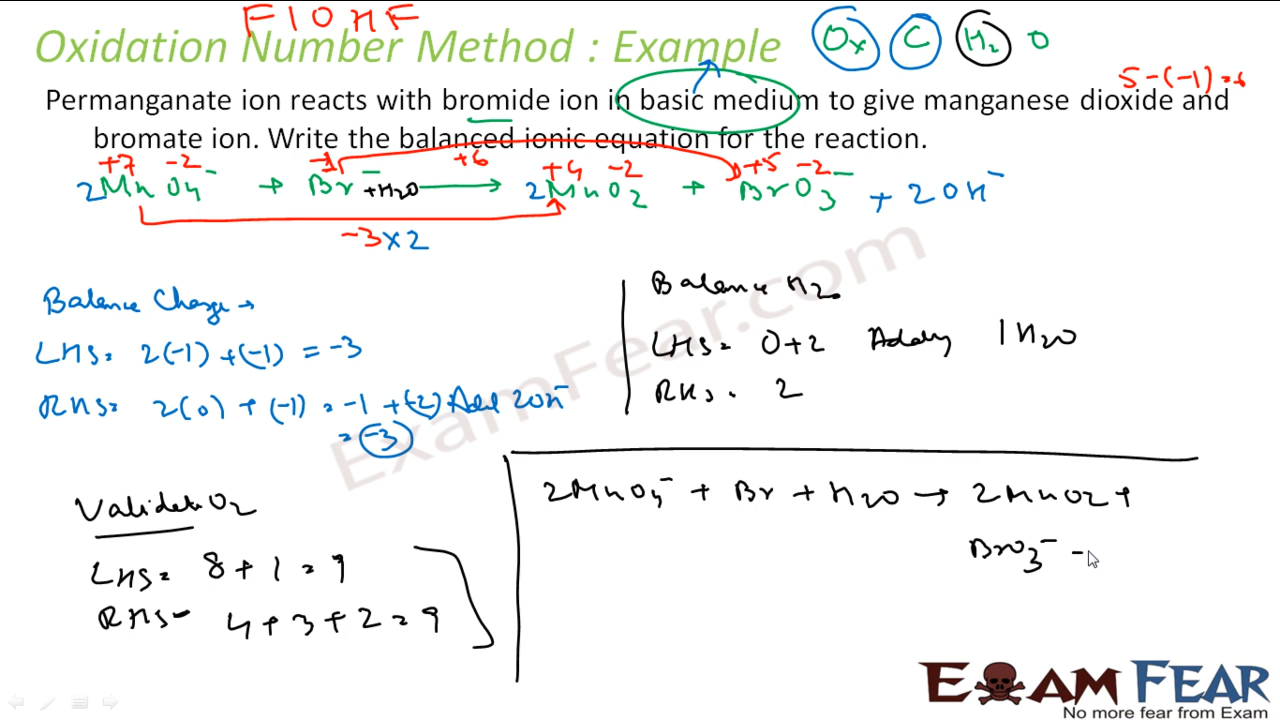 F I O H F
Oxidation Number Method : Example Ox C H2 O
5-(-1)=6
Permanganate ion reacts with bromide ion in basic medium to give manganese dioxide and
bromate ion. Write the balanced ionic equation for the reaction.
+7 -2 -1 +6 +4 -2 +5 -2
2MnO4⁻ + Br⁻ + H2O → 2MnO2 + BrO3⁻ + 2OH⁻
-3×2
Balance Charge →
LHS = 2(-1) + (-1) = -3
RHS = 2(0) + (-1) = -1 + (-2) Add 2OH⁻
= -3
Balance H2.
LHS = 0+2 Adding 1H2O
RHS = 2
Validate O2
LHS = 8 + 1 = 9
RHS - 4 + 3 + 2 = 9
2MnO4⁻ + Br + H2O → 2MnO2 +
BrO3⁻ -
ExamFear.com
EXAM FEAR
No more fear from Exam